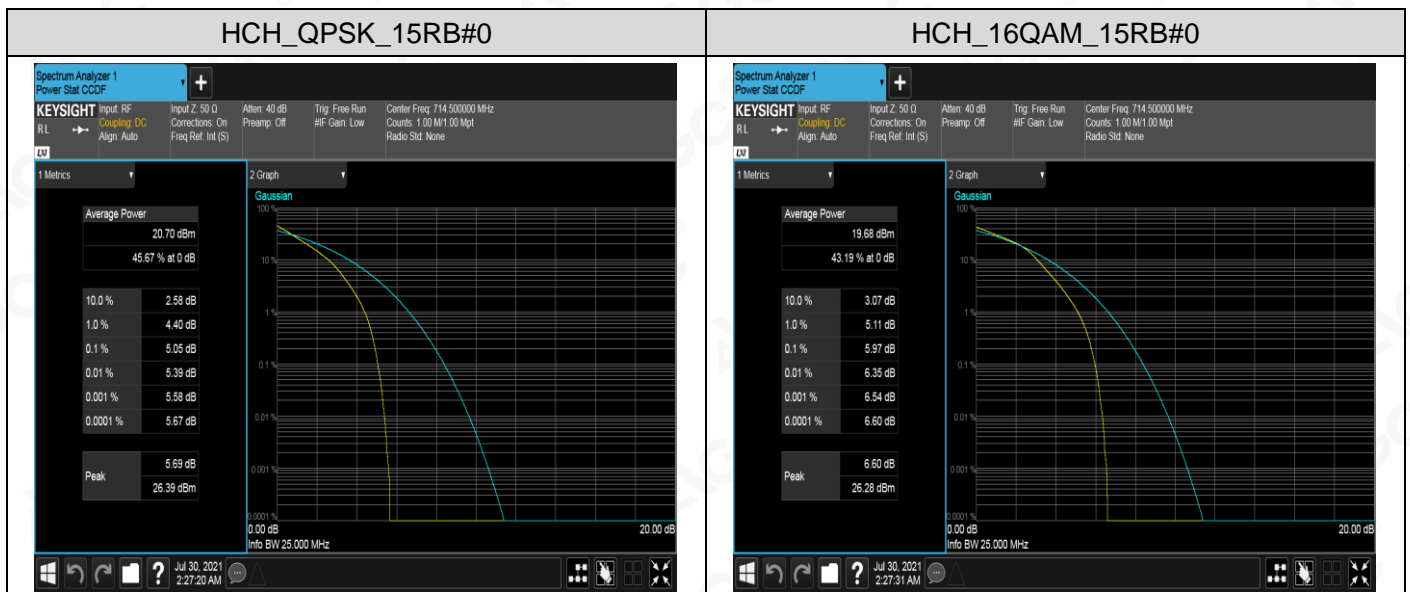 HCH_QPSK_15RB#0
Spectrum Analyzer 1
Power Stat CCDF
+
KEYSIGHT
RL
LXI
Input: RF
Coupling: DC
Align: Auto
Input Z: 50 Ω
Corrections: On
Freq Ref: Int (S)
Atten: 40 dB
Preamp: Off
Trig: Free Run
#IF Gain: Low
Center Freq: 714.500000 MHz
Counts: 1.00 M/1.00 Mpt
Radio Std: None
1 Metrics
Average Power
20.70 dBm
45.67 % at 0 dB
10.0 % 2.58 dB
1.0 % 4.40 dB
0.1 % 5.05 dB
0.01 % 5.39 dB
0.001 % 5.58 dB
0.0001 % 5.67 dB
Peak
5.69 dB
26.39 dBm
2 Graph
Gaussian
100 %
10 %
1 %
0.1 %
0.01 %
0.001 %
0.0001 %
0.00 dB 20.00 dB
Info BW 25.000 MHz
?
Jul 30, 2021
2:27:20 AM
HCH_16QAM_15RB#0
Spectrum Analyzer 1
Power Stat CCDF
+
KEYSIGHT
RL
LXI
Input: RF
Coupling: DC
Align: Auto
Input Z: 50 Ω
Corrections: On
Freq Ref: Int (S)
Atten: 40 dB
Preamp: Off
Trig: Free Run
#IF Gain: Low
Center Freq: 714.500000 MHz
Counts: 1.00 M/1.00 Mpt
Radio Std: None
1 Metrics
Average Power
19.68 dBm
43.19 % at 0 dB
10.0 % 3.07 dB
1.0 % 5.11 dB
0.1 % 5.97 dB
0.01 % 6.35 dB
0.001 % 6.54 dB
0.0001 % 6.60 dB
Peak
6.60 dB
26.28 dBm
2 Graph
Gaussian
100 %
10 %
1 %
0.1 %
0.01 %
0.001 %
0.0001 %
0.00 dB 20.00 dB
Info BW 25.000 MHz
?
Jul 30, 2021
2:27:31 AM